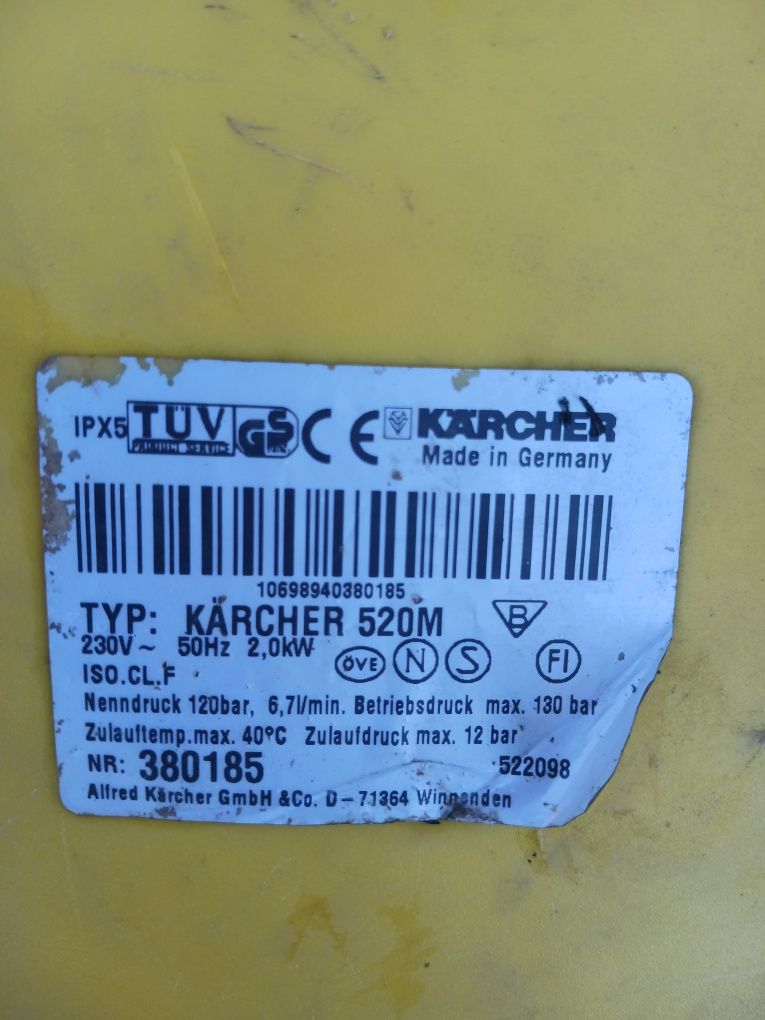 IPX5 TÜV PRODUCT SERVICE GS CE KÄRCHER
Made in Germany
10698940380185
TYP: KÄRCHER 520M B
230V~ 50Hz 2,0kW ÖVE N S FI
ISO.CL.F
Nenndruck 120bar, 6,7l/min. Betriebsdruck max. 130 bar
Zulauftemp.max. 40°C Zulaufdruck max. 12 bar
NR: 380185 522098
Alfred Kärcher GmbH &Co. D-71364 Winnenden